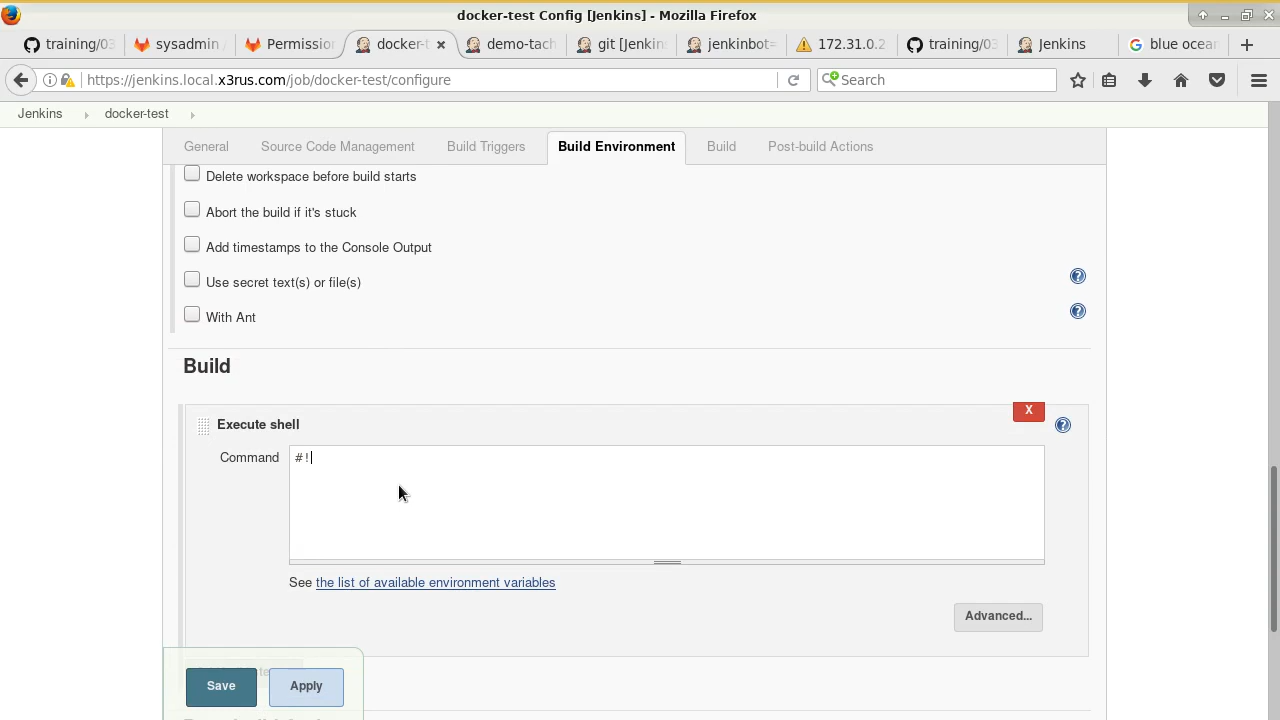 docker-test Config [Jenkins] - Mozilla Firefox
training/03
sysadmin
Permissio
docker-t
demo-tach
git [Jenkin
jenkinbot-
172.31.0.2
training/03
Jenkins
blue ocean
https://jenkins.local.x3rus.com/job/docker-test/configure
Search
Jenkins
docker-test
General
Source Code Management
Build Triggers
Build Environment
Build
Post-build Actions
Delete workspace before build starts
Abort the build if it's stuck
Add timestamps to the Console Output
Use secret text(s) or file(s)
With Ant
Build
X
Execute shell
Command
#!
See the list of available environment variables
Advanced...
Save
Apply